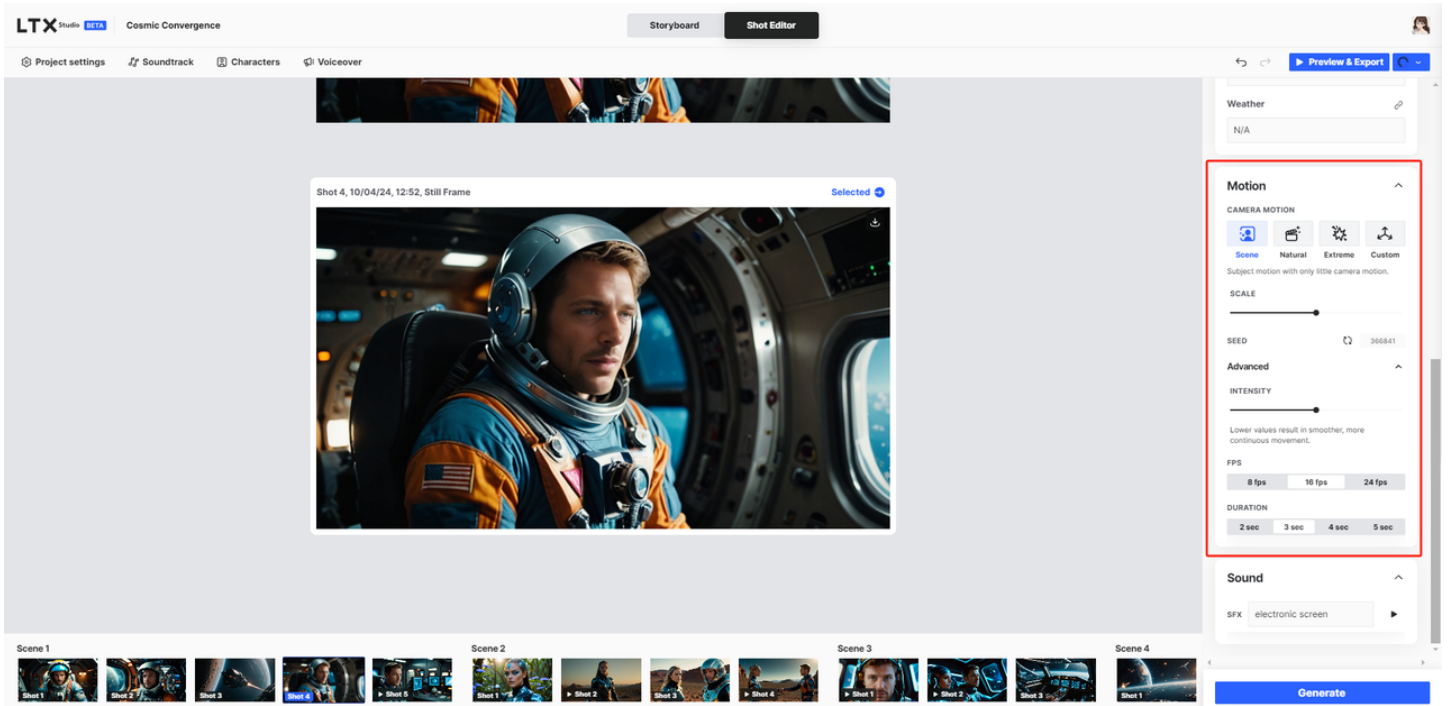 LTX Studio BETA Cosmic Convergence Storyboard Shot Editor
Project settings Soundtrack Characters Voiceover Preview & Export
Weather
N/A
Shot 4, 10/04/24, 12:52, Still Frame Selected
Motion
CAMERA MOTION
Scene Natural Extreme Custom
Subject motion with only little camera motion.
SCALE
SEED 366841
Advanced
INTENSITY
Lower values result in smoother, more
continuous movement.
FPS
8 fps 16 fps 24 fps
DURATION
2 sec 3 sec 4 sec 5 sec
Sound
SFX electronic screen
Scene 1 Scene 2 Scene 3 Scene 4
Shot 1 Shot 2 Shot 3 Shot 4 Shot 5 Shot 1 Shot 2 Shot 3 Shot 4 Shot 1 Shot 2 Shot 3 Shot 1
Generate